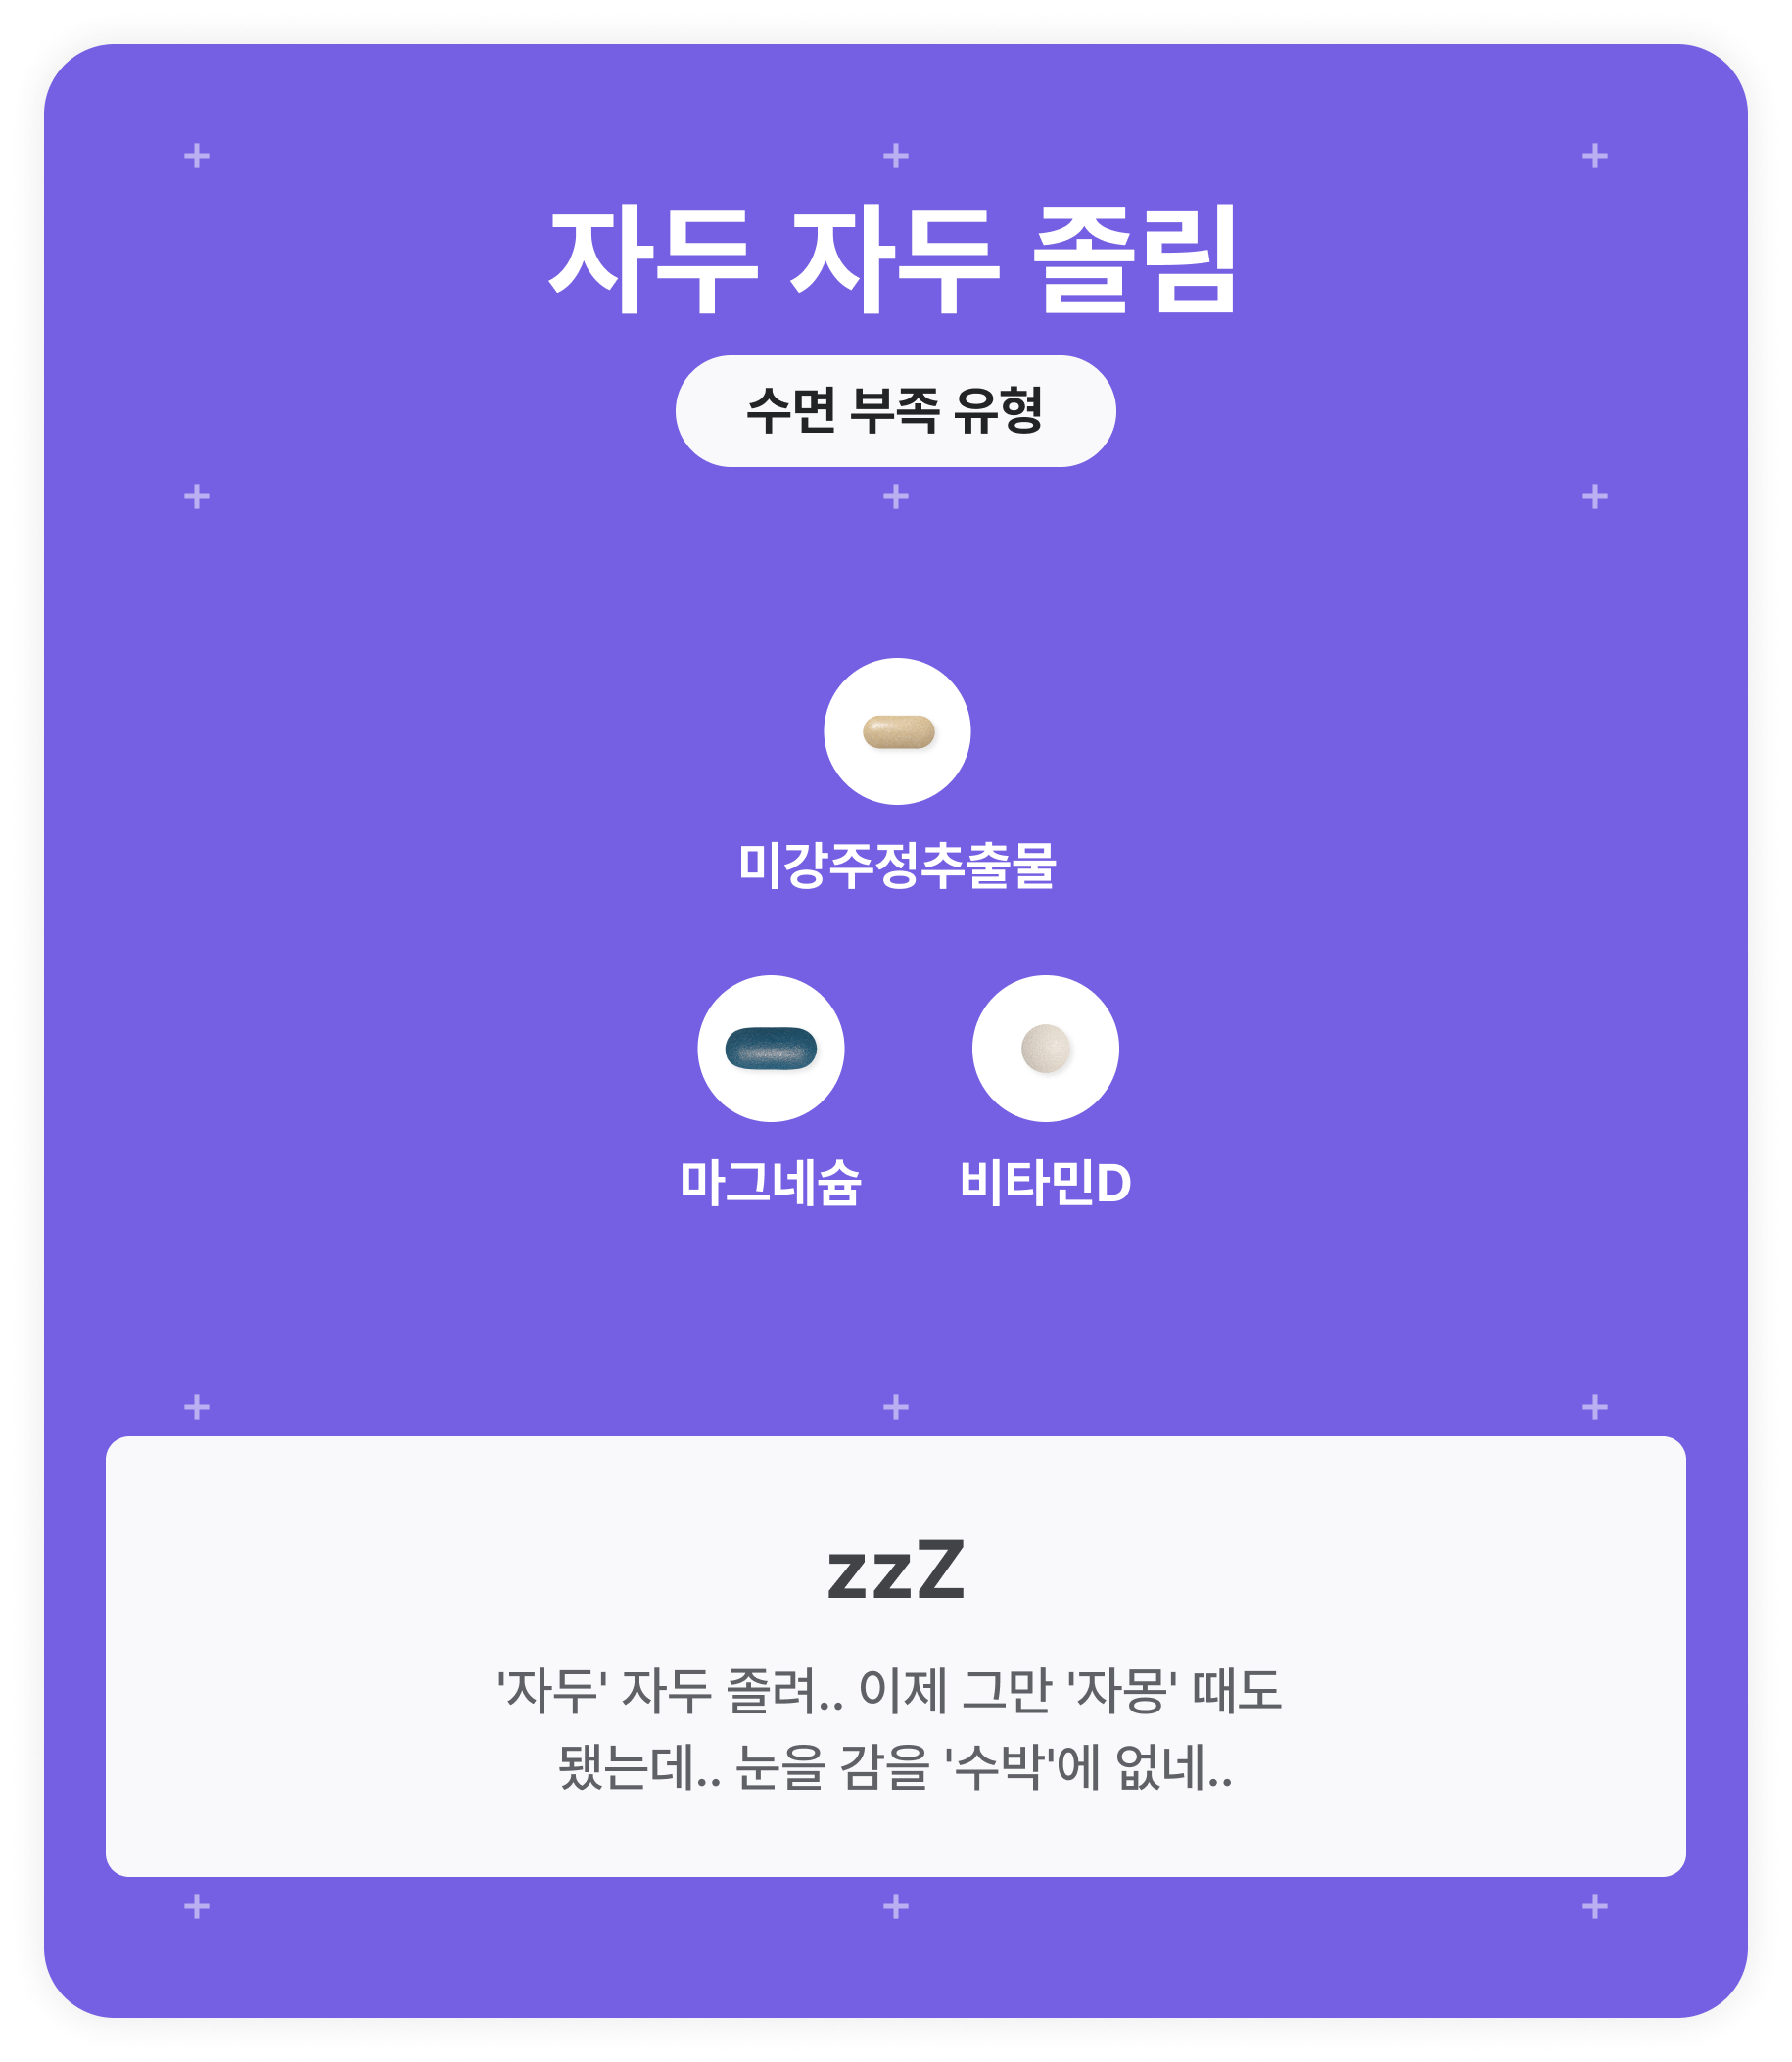 자두 자두 졸림
수면 부족 유형
미강주정추출물
마그네슘 비타민D
zzZ
'자두' 자두 졸려.. 이제 그만 '자몽' 때도
됐는데.. 눈을 감을 '수박'에 없네..